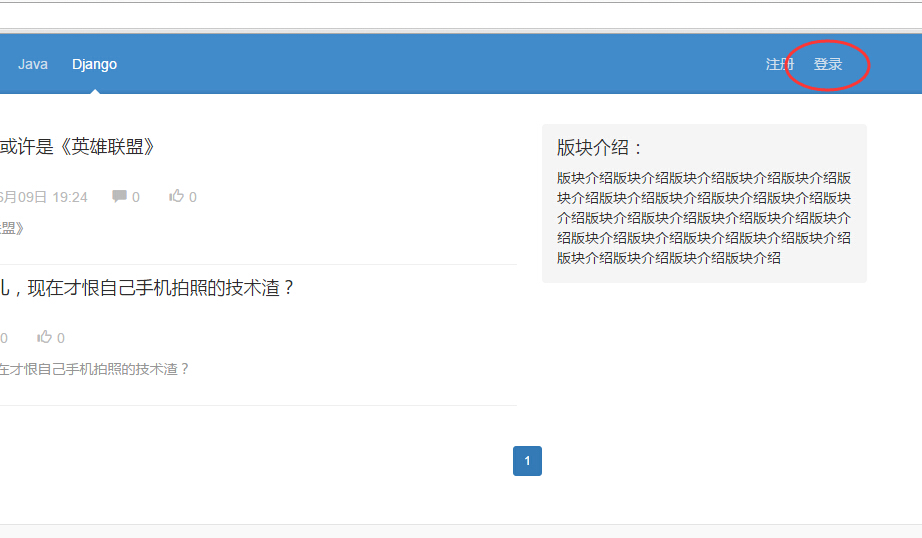 Java Django 注册 登录
或许是《英雄联盟》
6月09日 19:24 0 0
盟》
，现在才恨自己手机拍照的技术渣？
0 0
在才恨自己手机拍照的技术渣？
1
版块介绍：
版块介绍版块介绍版块介绍版块介绍版块介绍版
块介绍版块介绍版块介绍版块介绍版块介绍版块
介绍版块介绍版块介绍版块介绍版块介绍版块介
绍版块介绍版块介绍版块介绍版块介绍版块介绍
版块介绍版块介绍版块介绍版块介绍